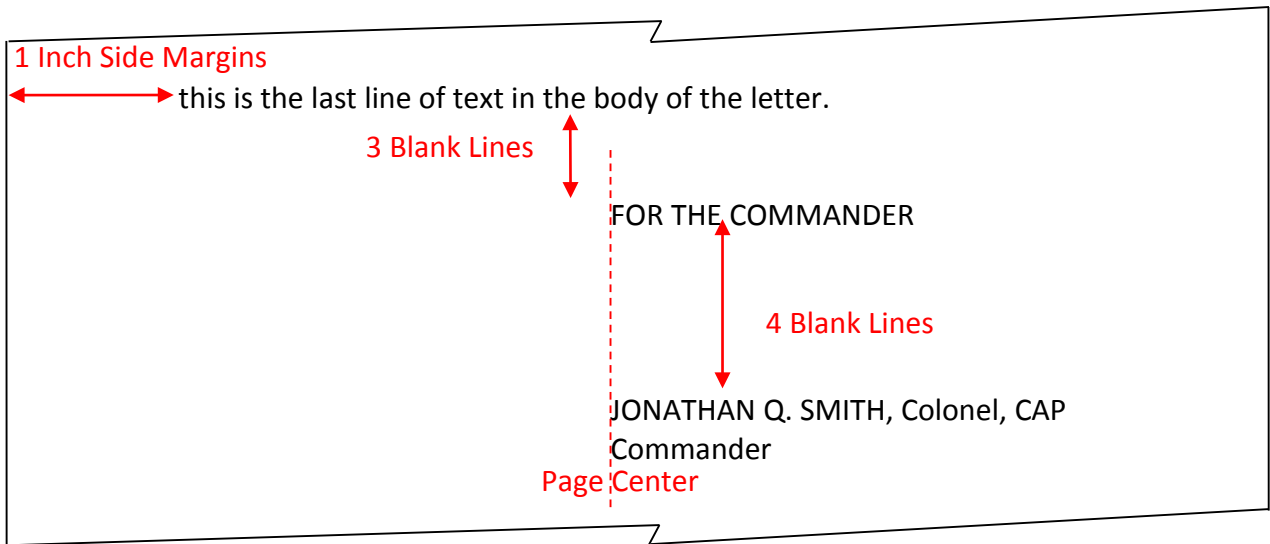 1 Inch Side Margins
this is the last line of text in the body of the letter.
3 Blank Lines
FOR THE COMMANDER
4 Blank Lines
JONATHAN Q. SMITH, Colonel, CAP
Commander
Page Center